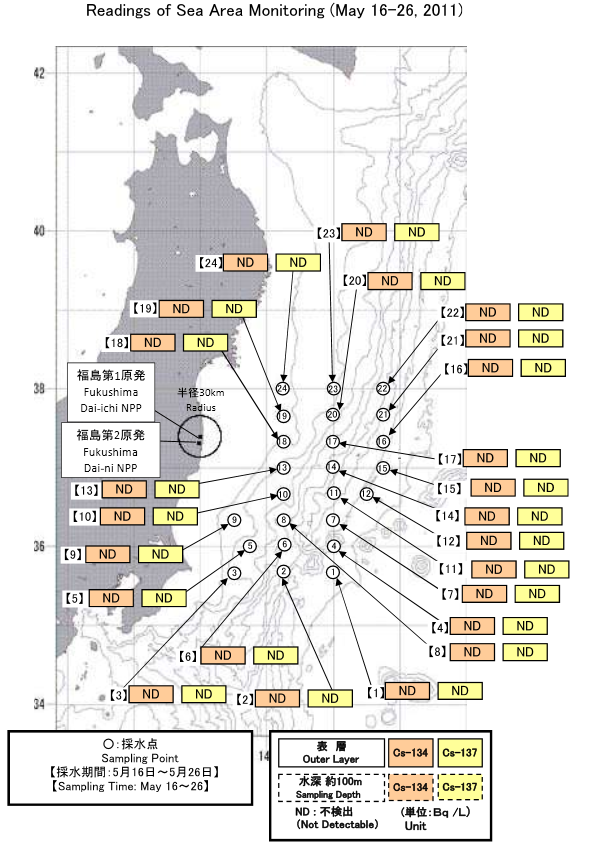 Readings of Sea Area Monitoring (May 16-26, 2011)
42
【23】 ND ND
40
【24】 ND ND
【20】 ND ND
【19】 ND ND
【22】 ND ND
【18】 ND ND
【21】 ND ND
【16】 ND ND
福島第1原発
Fukushima
Dai-ichi NPP
半径30km
Radius
38
24 23 22
19 20 21
福島第2原発
Fukushima
Dai-ni NPP
18 17 16
【17】 ND ND
13 14 15
【13】 ND ND
【15】 ND ND
10 11 12
【10】 ND ND
【14】 ND ND
9 8 7
【12】 ND ND
36
5 6 4
【9】 ND ND
【11】 ND ND
3 2 1
【7】 ND ND
【5】 ND ND
【4】 ND ND
【8】 ND ND
【6】 ND ND
【3】 ND ND
【2】 ND ND
【1】 ND ND
34
14
○:採水点
Sampling Point
【採水期間:5月16日~5月26日】
【Sampling Time: May 16~26】
表 層
Outer Layer
Cs-134 Cs-137
水深 約100m
Sampling Depth
Cs-134 Cs-137
ND : 不検出
(Not Detectable)
(単位:Bq /L)
Unit